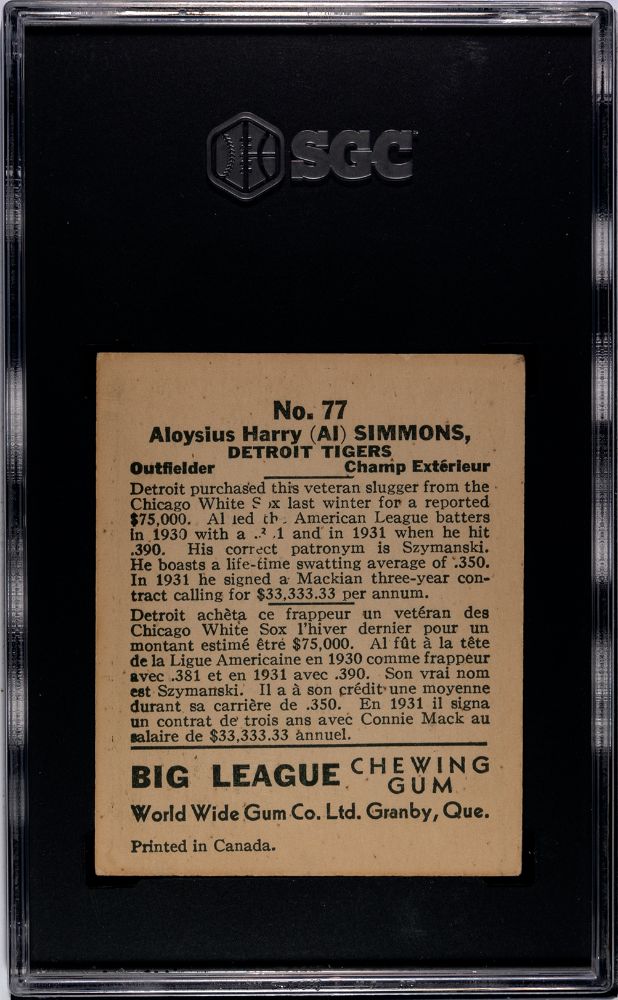 SGC
No. 77
Aloysius Harry (Al) SIMMONS,
DETROIT TIGERS
Outfielder Champ Extérieur
Detroit purchased this veteran slugger from the
Chicago White S x last winter for a reported
$75,000. Al led American League batters
in 1930 with a and in 1931 when he hit
.390. His correct patronym is Szymanski.
He boasts a life-time swatting average of .350.
In 1931 he signed a Mackian three-year con-
tract calling for $33,333.33 per annum.
Detroit achèta ce frappeur un vetéran des
Chicago White Sox l'hiver dernier pour un
montant estimé être $75,000. Al fût à la tête
de la Ligue Americaine en 1930 comme frappeur
avec .381 et en 1931 avec .390. Son vrai nom
est Szymanski. Il a à son crédit une moyenne
durant sa carrière de .350. En 1931 il signa
un contrat de trois ans avec Connie Mack au
salaire de $33,333.33 annuel.
BIG LEAGUE CHEWING GUM
World Wide Gum Co. Ltd. Granby, Que.
Printed in Canada.